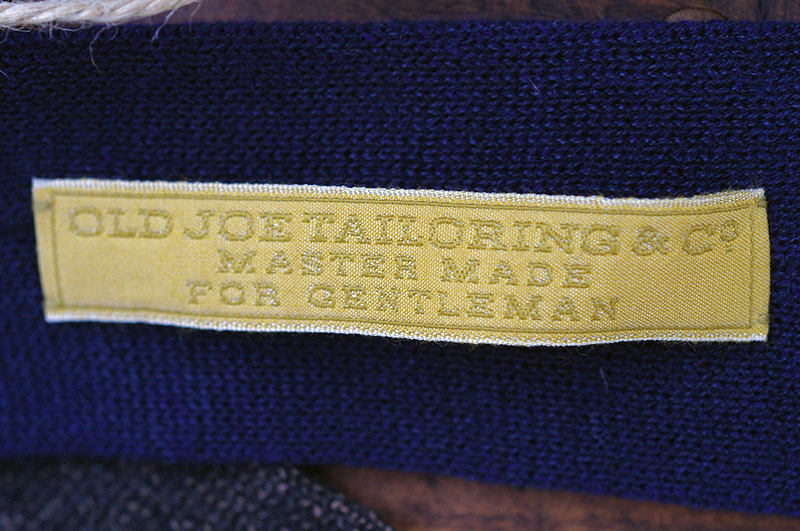 OLD JOE TAILORING & Cº
MASTER MADE
FOR GENTLEMAN